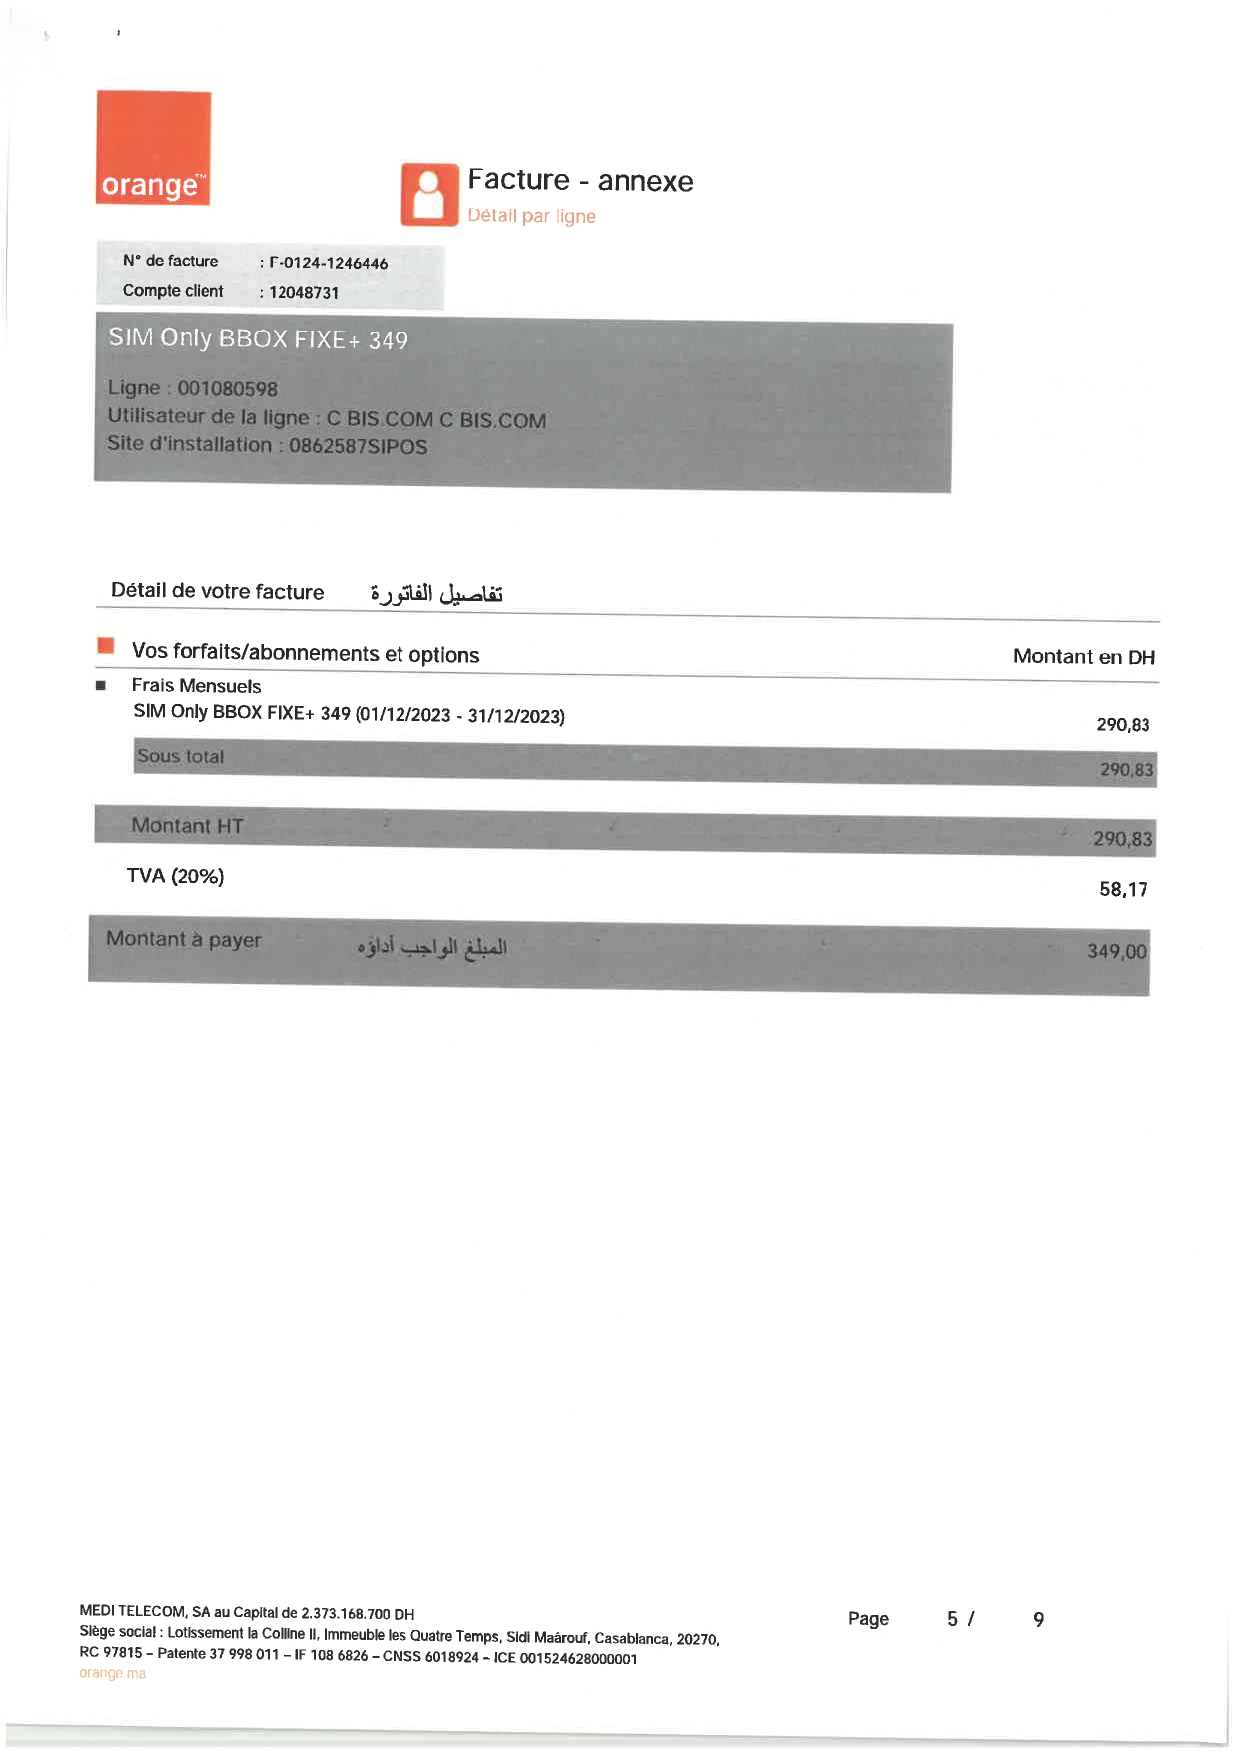 orange™
Facture - annexe
Détail par ligne
N° de facture : F-0124-1246446
Compte client : 12048731
SIM Only BBOX FIXE+ 349
Ligne : 001080598
Utilisateur de la ligne : C BIS.COM C BIS.COM
Site d'installation : 0862587SIPOS
Détail de votre facture تفاصيل الفاتورة
Vos forfaits/abonnements et options Montant en DH
Frais Mensuels
SIM Only BBOX FIXE+ 349 (01/12/2023 - 31/12/2023) 290,83
Sous total 290,83
Montant HT 290,83
TVA (20%) 58,17
Montant à payer المبلغ الواجب أداؤه 349,00
MEDI TELECOM, SA au Capital de 2.373.168.700 DH
Siège social : Lotissement la Colline II, Immeuble les Quatre Temps, Sidi Maârouf, Casablanca, 20270,
RC 97815 – Patente 37 998 011 – IF 108 6826 – CNSS 6018924 – ICE 001524628000001
orange ma
Page 5 / 9